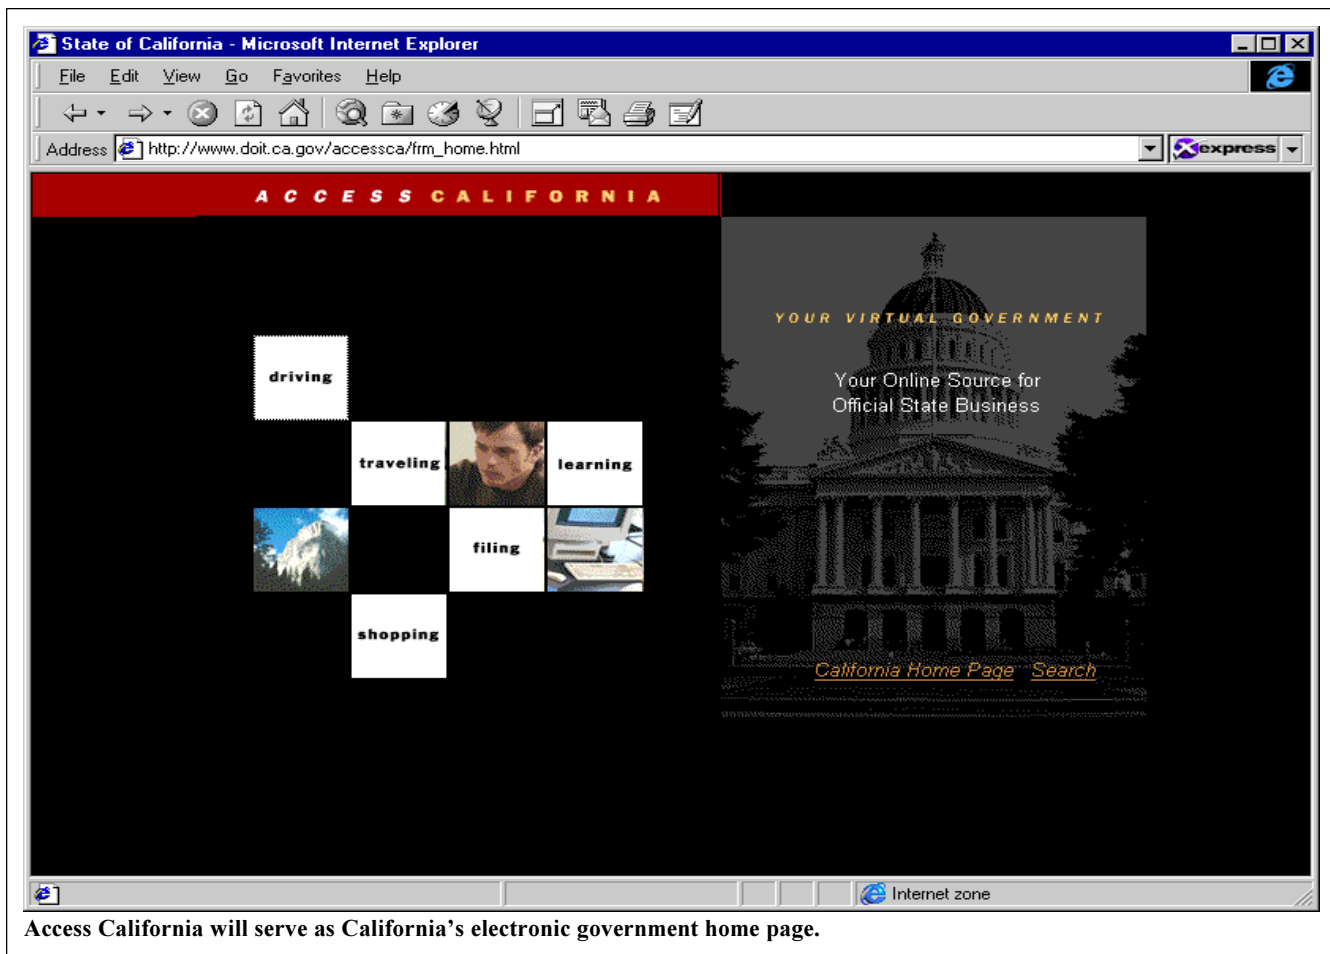 State of California - Microsoft Internet Explorer
File Edit View Go Favorites Help
Address http://www.doit.ca.gov/accessca/frm_home.html Xexpress
ACCESS CALIFORNIA
YOUR VIRTUAL GOVERNMENT
Your Online Source for
Official State Business
driving
traveling learning
filing
shopping
California Home Page Search
Internet zone
Access California will serve as California’s electronic government home page.